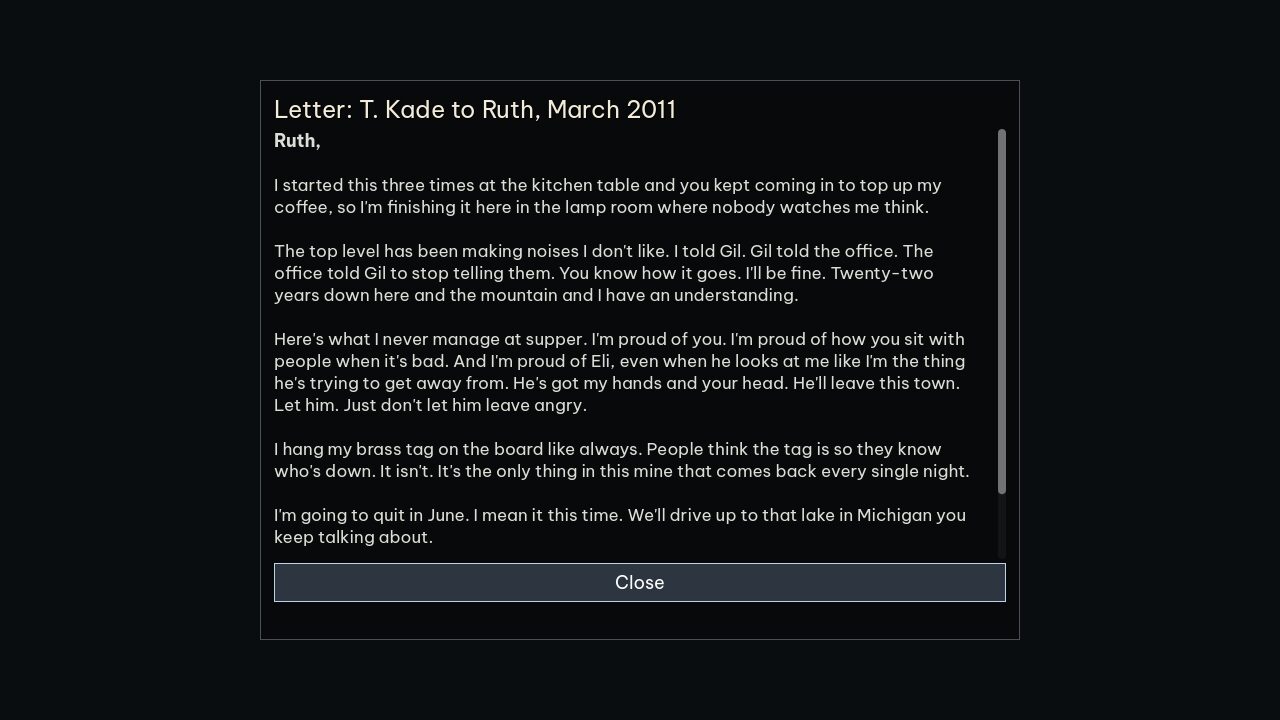 Letter: T. Kade to Ruth, March 2011
Ruth,
I started this three times at the kitchen table and you kept coming in to top up my
coffee, so I'm finishing it here in the lamp room where nobody watches me think.
The top level has been making noises I don't like. I told Gil. Gil told the office. The
office told Gil to stop telling them. You know how it goes. I'll be fine. Twenty-two
years down here and the mountain and I have an understanding.
Here's what I never manage at supper. I'm proud of you. I'm proud of how you sit with
people when it's bad. And I'm proud of Eli, even when he looks at me like I'm the thing
he's trying to get away from. He's got my hands and your head. He'll leave this town.
Let him. Just don't let him leave angry.
I hang my brass tag on the board like always. People think the tag is so they know
who's down. It isn't. It's the only thing in this mine that comes back every single night.
I'm going to quit in June. I mean it this time. We'll drive up to that lake in Michigan you
keep talking about.
Close